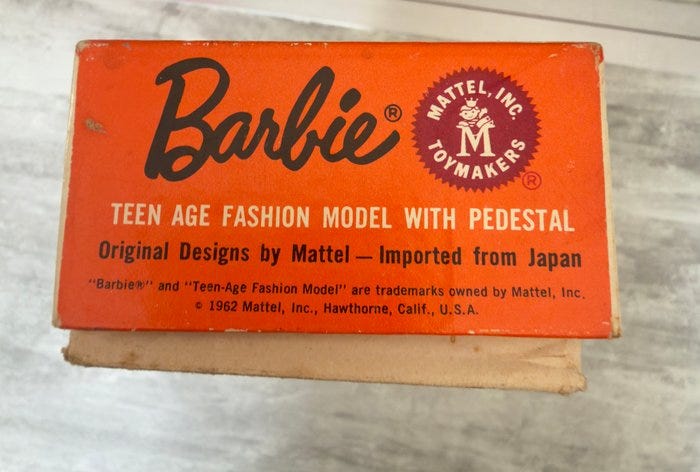 Barbie®
MATTEL, INC.
M
TOYMAKERS
®
TEEN AGE FASHION MODEL WITH PEDESTAL
Original Designs by Mattel — Imported from Japan
"Barbie®" and "Teen-Age Fashion Model" are trademarks owned by Mattel, Inc.
© 1962 Mattel, Inc., Hawthorne, Calif., U.S.A.